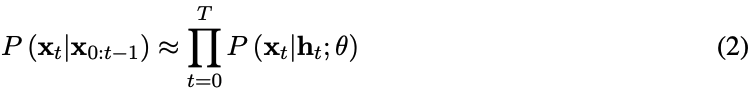 P (x_t|x_{0:t−1}) ≈ ∏_{t=0}^{T} P (x_t|h_t; θ) (2)